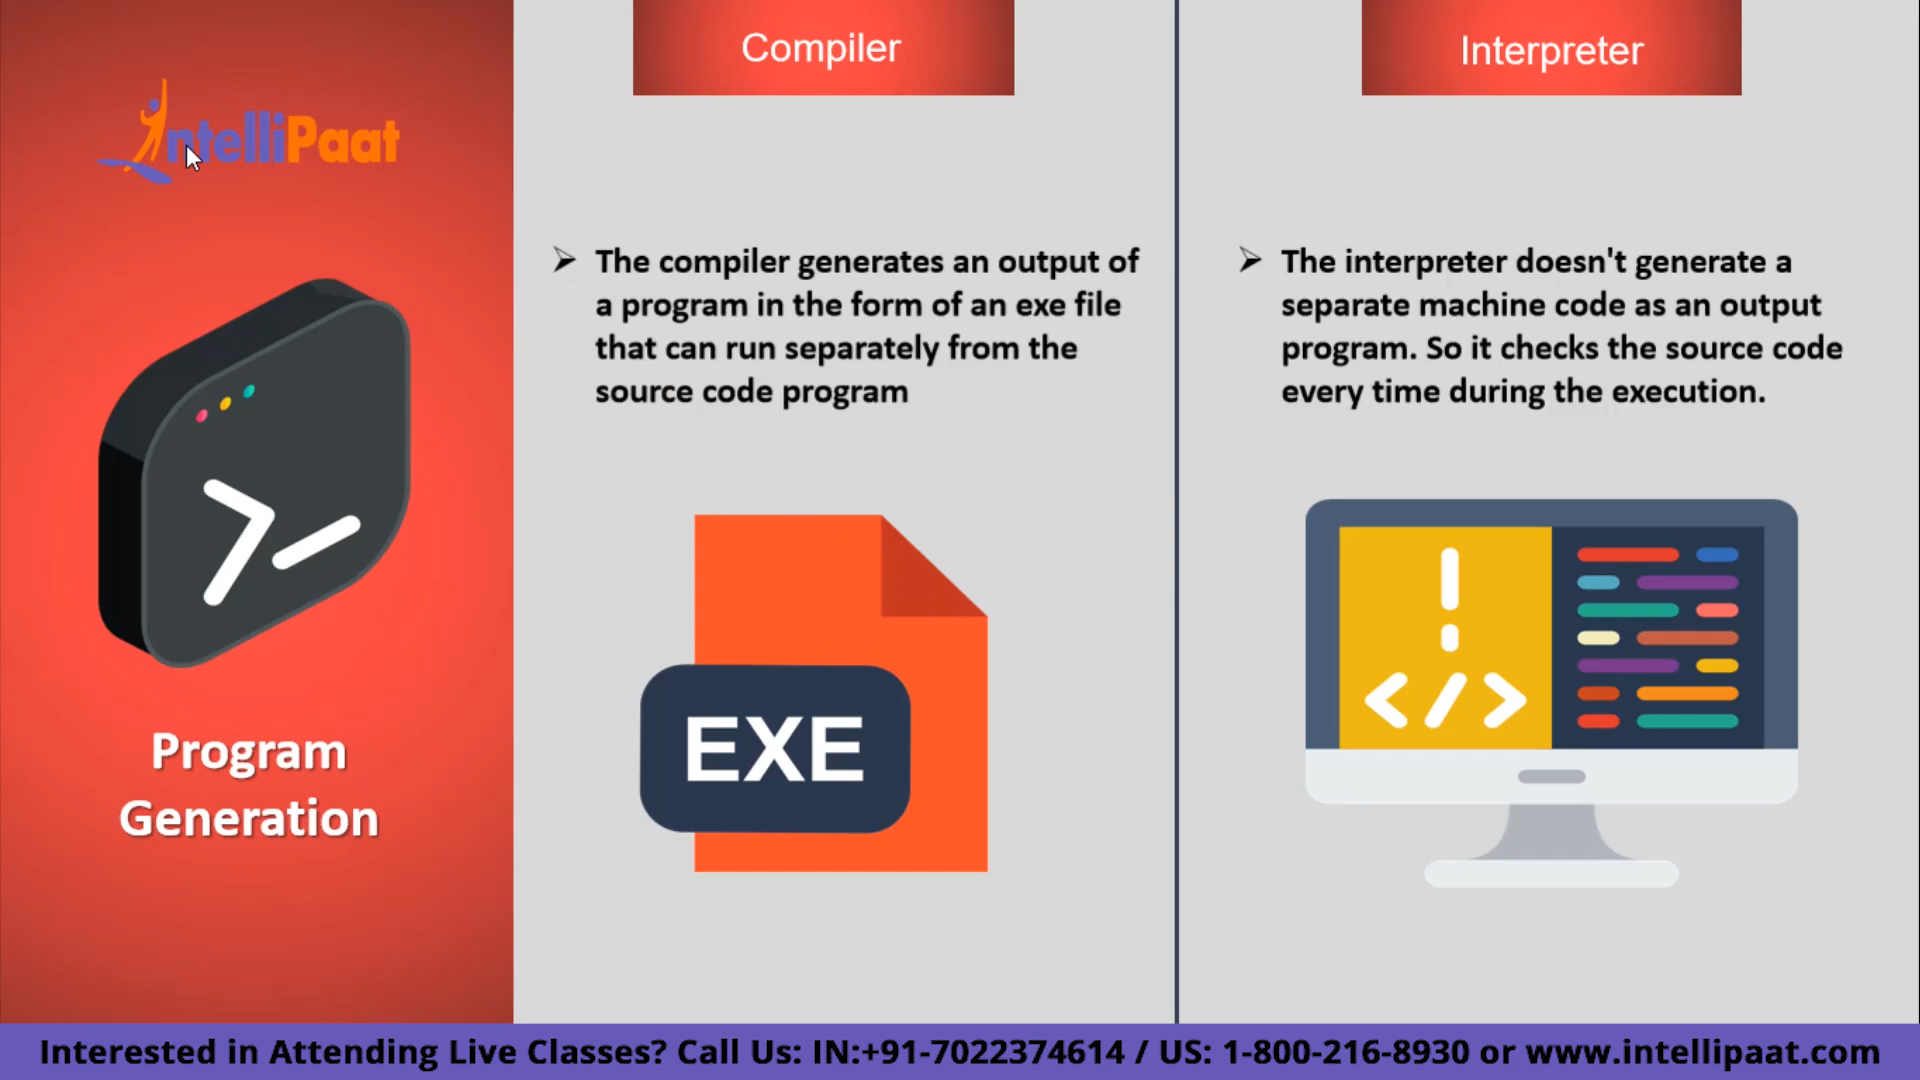 IntelliPaat
Program
Generation
Compiler
The compiler generates an output of
a program in the form of an exe file
that can run separately from the
source code program
EXE
Interpreter
The interpreter doesn't generate a
separate machine code as an output
program. So it checks the source code
every time during the execution.
</>
Interested in Attending Live Classes? Call Us: IN:+91-7022374614 / US: 1-800-216-8930 or www.intellipaat.com